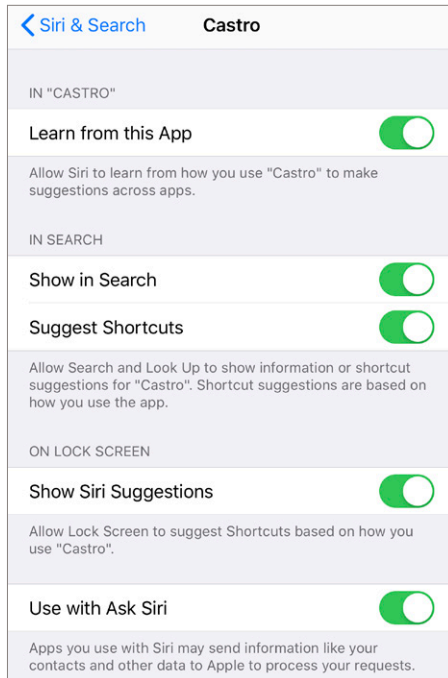 Siri & Search Castro
IN "CASTRO"
Learn from this App
Allow Siri to learn from how you use "Castro" to make
suggestions across apps.
IN SEARCH
Show in Search
Suggest Shortcuts
Allow Search and Look Up to show information or shortcut
suggestions for "Castro". Shortcut suggestions are based on
how you use the app.
ON LOCK SCREEN
Show Siri Suggestions
Allow Lock Screen to suggest Shortcuts based on how you
use "Castro".
Use with Ask Siri
Apps you use with Siri may send information like your
contacts and other data to Apple to process your requests.